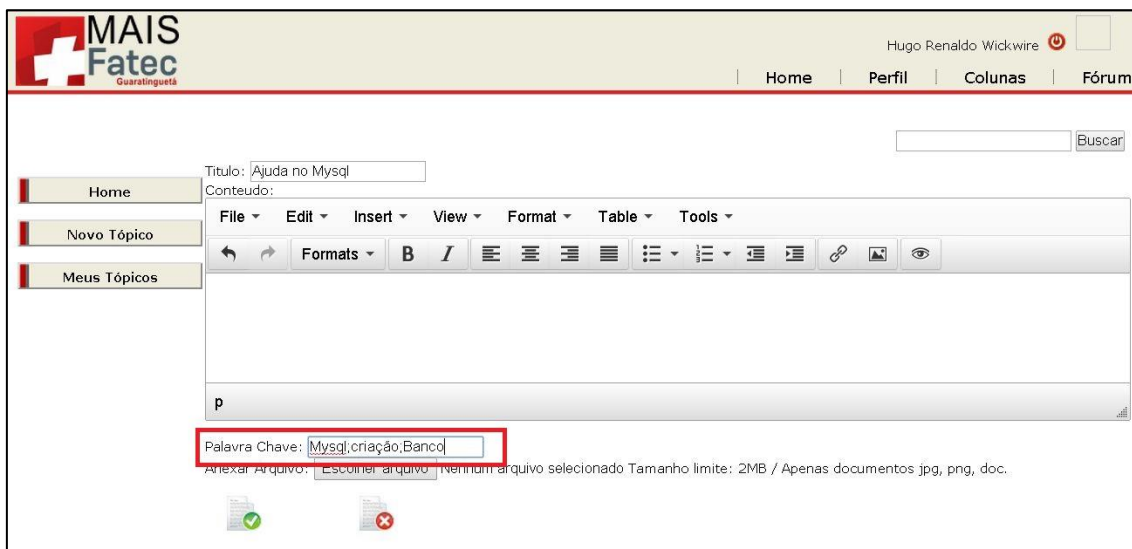 MAIS
Fatec
Guaratinguetá
Hugo Renaldo Wickwire
Home Perfil Colunas Fórum
Buscar
Titulo: Ajuda no Mysql
Home
Conteudo:
File Edit Insert View Format Table Tools
Novo Tópico
Formats B I
Meus Tópicos
p
Palavra Chave: Mysql;criação;Banco
Anexar Arquivo: Escolher arquivo Nenhum arquivo selecionado Tamanho limite: 2MB / Apenas documentos jpg, png, doc.